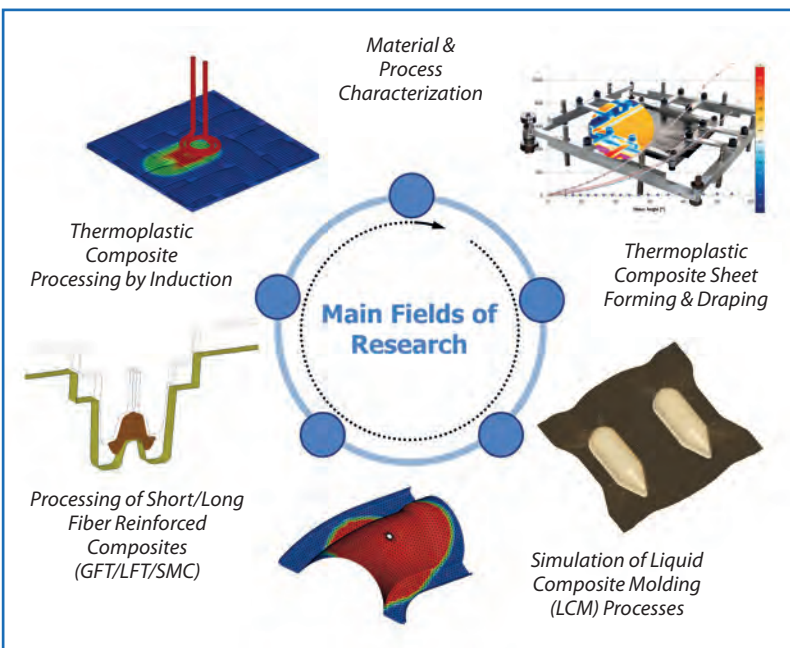 Material &
Process
Characterization
Thermoplastic
Composite Sheet
Forming & Draping
Simulation of Liquid
Composite Molding
(LCM) Processes
Processing of Short/Long
Fiber Reinforced
Composites
(GFT/LFT/SMC)
Thermoplastic
Composite
Processing by Induction
Main Fields of
Research